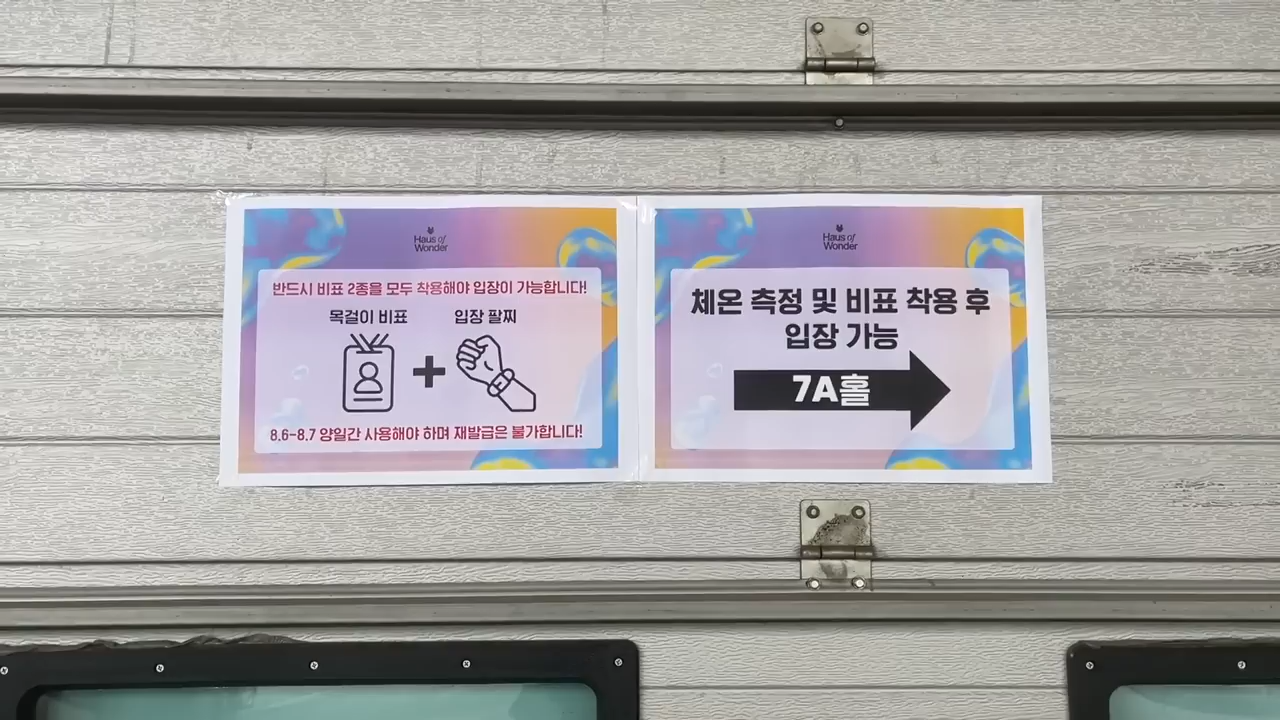 Haus of
Wonder
반드시 비표 2종을 모두 착용해야 입장이 가능합니다!
목걸이 비표
입장 팔찌
8.6-8.7 양일간 사용해야 하며 재발급은 불가합니다!
Haus of
Wonder
체온 측정 및 비표 착용 후
입장 가능
7A홀